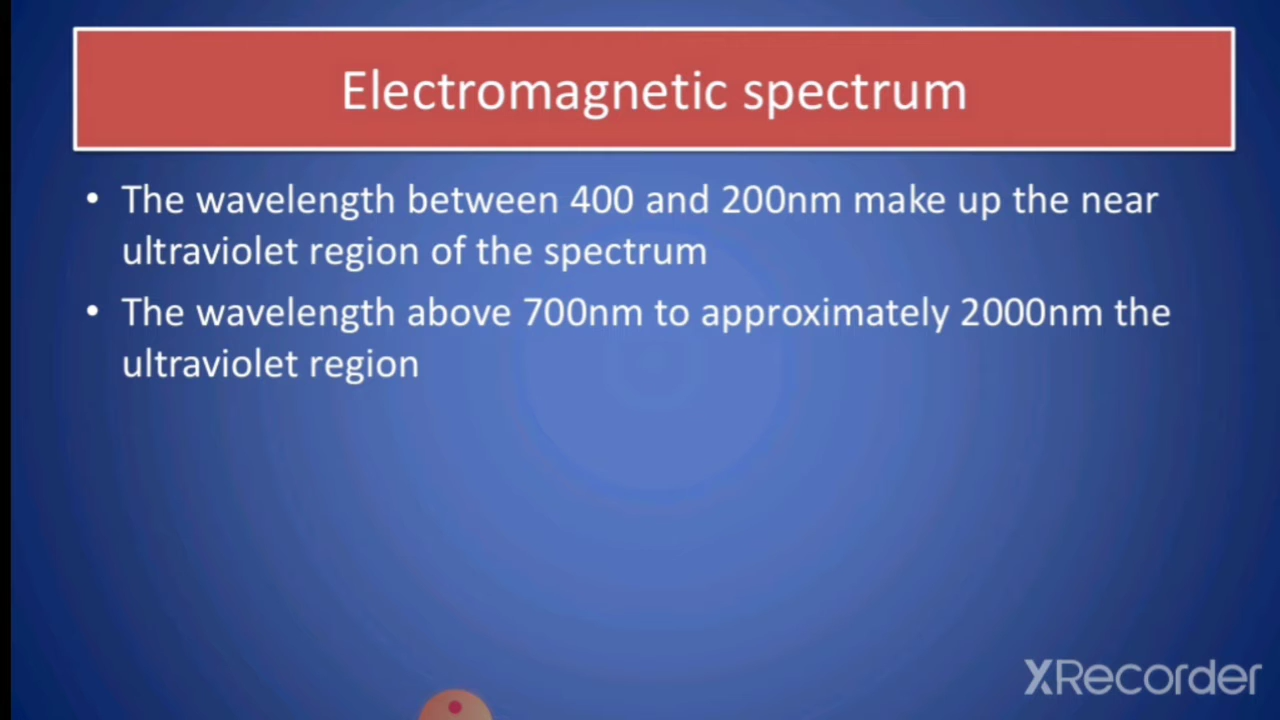 Electromagnetic spectrum
• The wavelength between 400 and 200nm make up the near
ultraviolet region of the spectrum
• The wavelength above 700nm to approximately 2000nm the
ultraviolet region
XRecorder